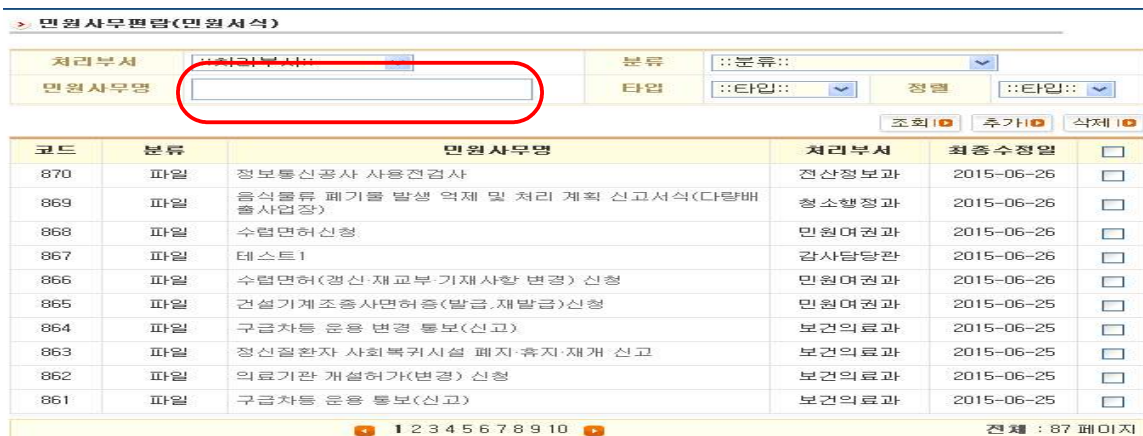 민원사무편람(민원서식)
처리부서 ::처리부서:: 분류 ::분류::
민원사무명 타입 ::타입:: 정렬 ::타입::
조회 추가 삭제
코드 분류 민원사무명 처리부서 최종수정일
870 파일 정보통신공사 사용전검사 전산정보과 2015-06-26
869 파일 음식물류 폐기물 발생 억제 및 처리 계획 신고서식(다량배
출사업장) 청소행정과 2015-06-26
868 파일 수렵면허신청. 민원여권과 2015-06-26
867 파일 테스트1 감사담당관 2015-06-26
866 파일 수렵면허(갱신·재교부·기재사항 변경) 신청 민원여권과 2015-06-26
865 파일 건설기계조종사면허증(발급,재발급)신청 민원여권과 2015-06-26
864 파일 구급차등 운용 변경 통보(신고) 보건의료과 2015-06-25
863 파일 정신질환자 사회복귀시설 폐지·휴지·재개 신고 보건의료과 2015-06-25
862 파일 의료기관 개설허가(변경) 신청 보건의료과 2015-06-25
861 파일 구급차등 운용 통보(신고) 보건의료과 2015-06-25
1 2 3 4 5 6 7 8 9 10 전체 : 87 페이지